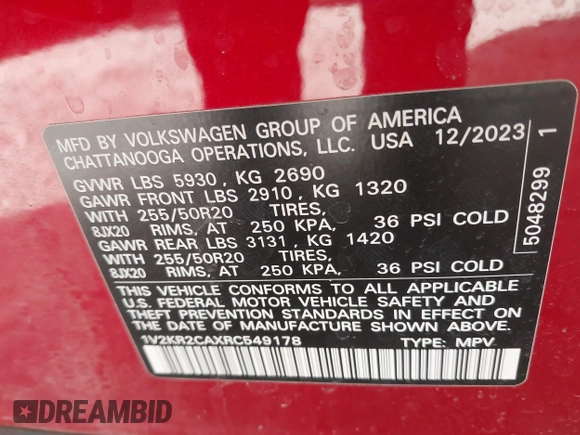 MFD BY VOLKSWAGEN GROUP OF AMERICA
CHATTANOOGA OPERATIONS, LLC. USA 12/2023
GVWR LBS 5930 , KG 2690
GAWR FRONT LBS 2910 , KG 1320
WITH 255/50R20 TIRES,
8JX20 RIMS, AT 250 KPA, 36 PSI COLD
GAWR REAR LBS 3131 , KG 1420
WITH 255/50R20 TIRES,
8JX20 RIMS, AT 250 KPA, 36 PSI COLD
THIS VEHICLE CONFORMS TO ALL APPLICABLE
U.S. FEDERAL MOTOR VEHICLE SAFETY AND
THEFT PREVENTION STANDARDS IN EFFECT ON
THE DATE OF MANUFACTURE SHOWN ABOVE.
1V2KR2CAXRC549178 TYPE: MPV
5048299 1
DREAMBID